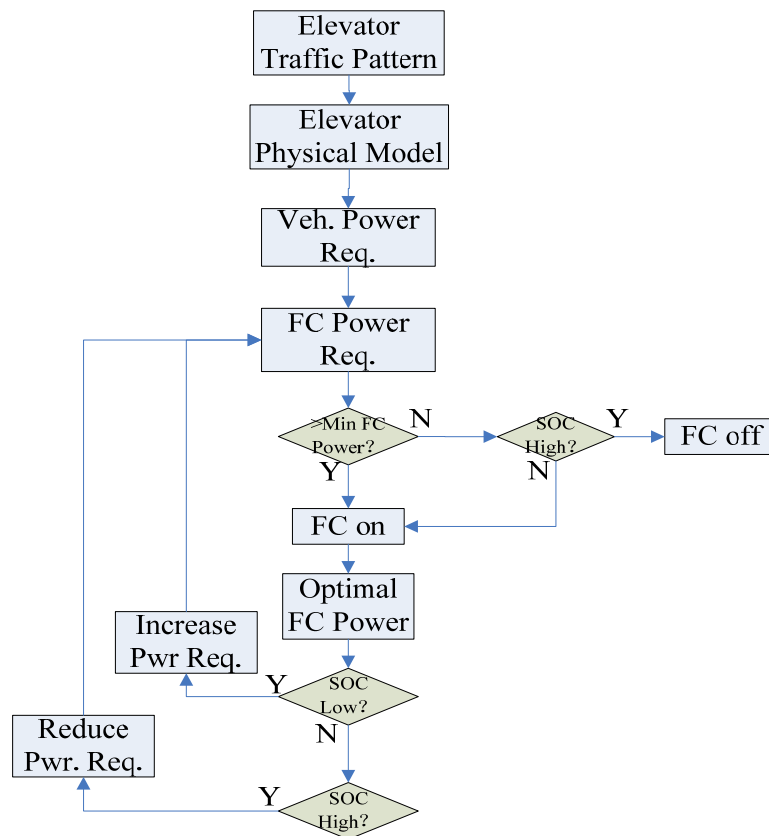 Elevator
Traffic Pattern
Elevator
Physical Model
Veh. Power
Req.
FC Power
Req.
>Min FC
Power?
N
Y
SOC
High?
Y
N
FC off
FC on
Optimal
FC Power
Increase
Pwr Req.
SOC
Low?
Y
N
Reduce
Pwr. Req.
SOC
High?
Y